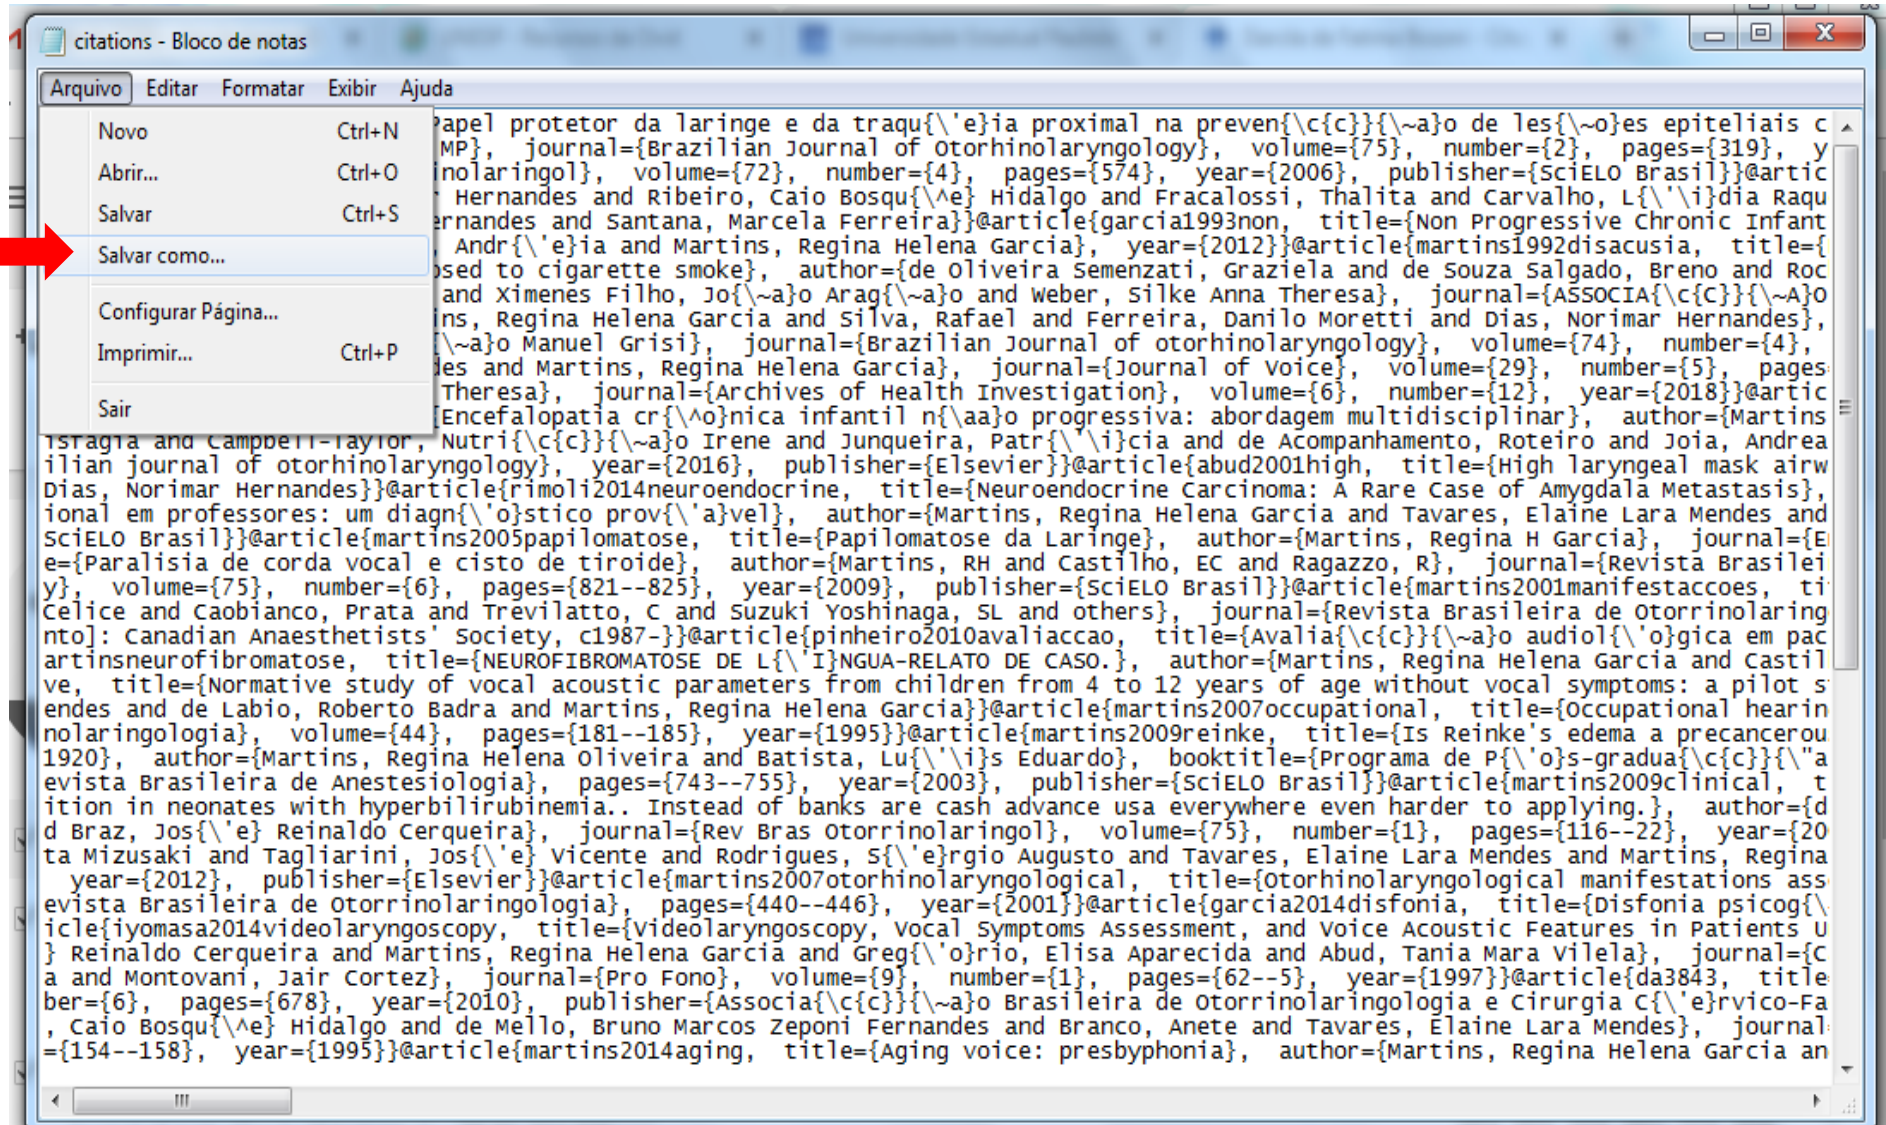 citations - Bloco de notas
Arquivo Editar Formatar Exibir Ajuda
Novo Ctrl+N
Abrir... Ctrl+O
Salvar Ctrl+S
Salvar como...
Configurar Página...
Imprimir... Ctrl+P
Sair
Papel protetor da laringe e da traqu{\'e}ia proximal na preven{\c{c}}{\~a}o de les{\~o}es epiteliais c
MP}, journal={Brazilian Journal of Otorhinolaryngology}, volume={75}, number={2}, pages={319}, y
inolaringol}, volume={72}, number={4}, pages={574}, year={2006}, publisher={SciELO Brasil}}@artic
Hernandes and Ribeiro, Caio Bosqu{\^e} Hidalgo and Fracalossi, Thalita and Carvalho, L{\'\i}dia Raqu
ernandes and Santana, Marcela Ferreira}}@article{garcia1993non, title={Non Progressive Chronic Infant
, Andr{\'e}ia and Martins, Regina Helena Garcia}, year={2012}}@article{martins1992disacusia, title={
osed to cigarette smoke}, author={de Oliveira Semenzati, Graziela and de Souza Salgado, Breno and Roc
and Ximenes Filho, Jo{\~a}o Arag{\~a}o and Weber, Silke Anna Theresa}, journal={ASSOCIA{\c{C}}{\~A}O
ins, Regina Helena Garcia and Silva, Rafael and Ferreira, Danilo Moretti and Dias, Norimar Hernandes},
{\~a}o Manuel Grisi}, journal={Brazilian Journal of otorhinolaryngology}, volume={74}, number={4},
des and Martins, Regina Helena Garcia}, journal={Journal of Voice}, volume={29}, number={5}, pages
Theresa}, journal={Archives of Health Investigation}, volume={6}, number={12}, year={2018}}@artic
{Encefalopatia cr{\^o}nica infantil n{\aa}o progressiva: abordagem multidisciplinar}, author={Martins
isfagia and Campbell-Taylor, Nutri{\c{c}}{\~a}o Irene and Junqueira, Patr{\'\i}cia and de Acompanhamento, Roteiro and Joia, Andrea
ilian journal of otorhinolaryngology}, year={2016}, publisher={Elsevier}}@article{abud2001high, title={High laryngeal mask airw
Dias, Norimar Hernandes}}@article{rimoli2014neuroendocrine, title={Neuroendocrine Carcinoma: A Rare Case of Amygdala Metastasis},
ional em professores: um diagn{\'o}stico prov{\'a}vel}, author={Martins, Regina Helena Garcia and Tavares, Elaine Lara Mendes and
SciELO Brasil}}@article{martins2005papilomatose, title={Papilomatose da Laringe}, author={Martins, Regina H Garcia}, journal={E
e={Paralisia de corda vocal e cisto de tiroide}, author={Martins, RH and Castilho, EC and Ragazzo, R}, journal={Revista Brasilei
y}, volume={75}, number={6}, pages={821--825}, year={2009}, publisher={SciELO Brasil}}@article{martins2001manifestaccoes, ti
Celice and Caobianco, Prata and Trevilatto, C and Suzuki Yoshinaga, SL and others}, journal={Revista Brasileira de Otorrinolaring
nto]: Canadian Anaesthetists' Society, c1987-}}@article{pinheiro2010avaliaccao, title={Avalia{\c{c}}{\~a}o audiol{\'o}gica em pac
artinsneurofibromatose, title={NEUROFIBROMATOSE DE L{\'I}NGUA-RELATO DE CASO.}, author={Martins, Regina Helena Garcia and Castil
ve, title={Normative study of vocal acoustic parameters from children from 4 to 12 years of age without vocal symptoms: a pilot s
endes and de Labio, Roberto Badra and Martins, Regina Helena Garcia}}@article{martins2007occupational, title={Occupational hearin
nolaringologia}, volume={44}, pages={181--185}, year={1995}}@article{martins2009reinke, title={Is Reinke's edema a precancerou
1920}, author={Martins, Regina Helena Oliveira and Batista, Lu{\'\i}s Eduardo}, booktitle={Programa de P{\'o}s-gradua{\c{c}}{\"a
evista Brasileira de Anestesiologia}, pages={743--755}, year={2003}, publisher={SciELO Brasil}}@article{martins2009clinical, t
ition in neonates with hyperbilirubinemia.. Instead of banks are cash advance usa everywhere even harder to applying.}, author={d
d Braz, Jos{\'e} Reinaldo Cerqueira}, journal={Rev Bras Otorrinolaringol}, volume={75}, number={1}, pages={116--22}, year={20
ta Mizusaki and Tagliarini, Jos{\'e} Vicente and Rodrigues, S{\'e}rgio Augusto and Tavares, Elaine Lara Mendes and Martins, Regina
year={2012}, publisher={Elsevier}}@article{martins2007otorhinolaryngological, title={Otorhinolaryngological manifestations ass
evista Brasileira de Otorrinolaringologia}, pages={440--446}, year={2001}}@article{garcia2014disfonia, title={Disfonia psicog{\
icle{iyomasa2014videolaryngoscopy, title={Videolaryngoscopy, Vocal Symptoms Assessment, and Voice Acoustic Features in Patients U
} Reinaldo Cerqueira and Martins, Regina Helena Garcia and Greg{\'o}rio, Elisa Aparecida and Abud, Tania Mara Vilela}, journal={C
a and Montovani, Jair Cortez}, journal={Pro Fono}, volume={9}, number={1}, pages={62--5}, year={1997}}@article{da3843, title
ber={6}, pages={678}, year={2010}, publisher={Associa{\c{c}}{\~a}o Brasileira de Otorrinolaringologia e Cirurgia C{\'e}rvico-Fa
, Caio Bosqu{\^e} Hidalgo and de Mello, Bruno Marcos Zeponi Fernandes and Branco, Anete and Tavares, Elaine Lara Mendes}, journal
={154--158}, year={1995}}@article{martins2014aging, title={Aging voice: presbyphonia}, author={Martins, Regina Helena Garcia an